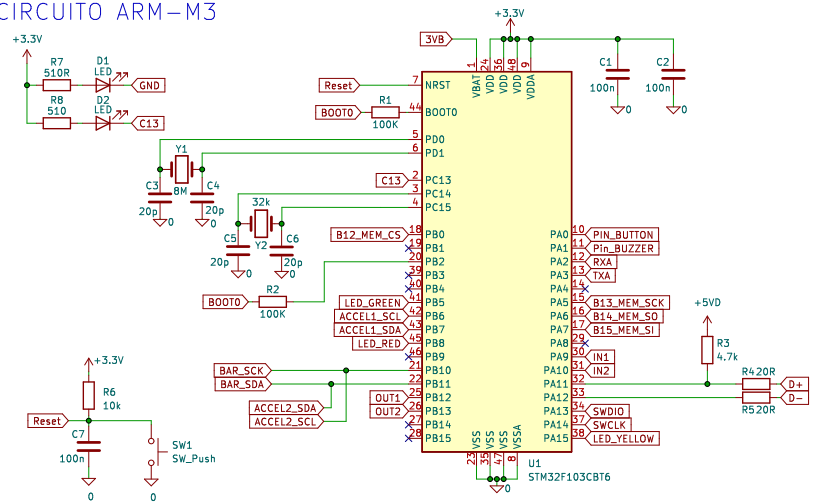 CIRCUITO ARM-M3
+3.3V
R7
510R
D1
LED
GND
R8
510
D2
LED
C13
+3.3V
3VB
1
VBAT
24
VDD
36
VDD
48
VDD
9
VDDA
C1
100n
0
C2
100n
0
Reset
7
NRST
BOOT0
R1
100K
44
BOOT0
5
PD0
6
PD1
Y1
8M
C3
20p
0
C4
20p
0
C13
2
PC13
3
PC14
4
PC15
32k
Y2
C5
20p
0
C6
20p
0
B12_MEM_CS
18
PB0
19
PB1
20
PB2
39
PB3
40
PB4
BOOT0
R2
100K
LED_GREEN
41
PB5
ACCEL1_SCL
42
PB6
ACCEL1_SDA
43
PB7
LED_RED
45
PB8
46
PB9
BAR_SCK
21
PB10
BAR_SDA
22
PB11
OUT1
25
PB12
OUT2
26
PB13
27
PB14
28
PB15
ACCEL2_SDA
ACCEL2_SCL
PA0
10
PIN_BUTTON
PA1
11
Pin_BUZZER
PA2
12
RXA
PA3
13
TXA
PA4
14
PA5
15
B13_MEM_SCK
PA6
16
B14_MEM_SO
PA7
17
B15_MEM_SI
PA8
29
PA9
30
IN1
PA10
31
IN2
PA11
32
PA12
33
PA13
34
SWDIO
PA14
37
SWCLK
PA15
38
LED_YELLOW
+5VD
R3
4.7k
R420R
D+
R520R
D-
23
VSS
35
VSS
47
VSS
8
VSSA
0
U1
STM32F103CBT6
+3.3V
R6
10k
Reset
C7
100n
0
SW1
SW_Push
0